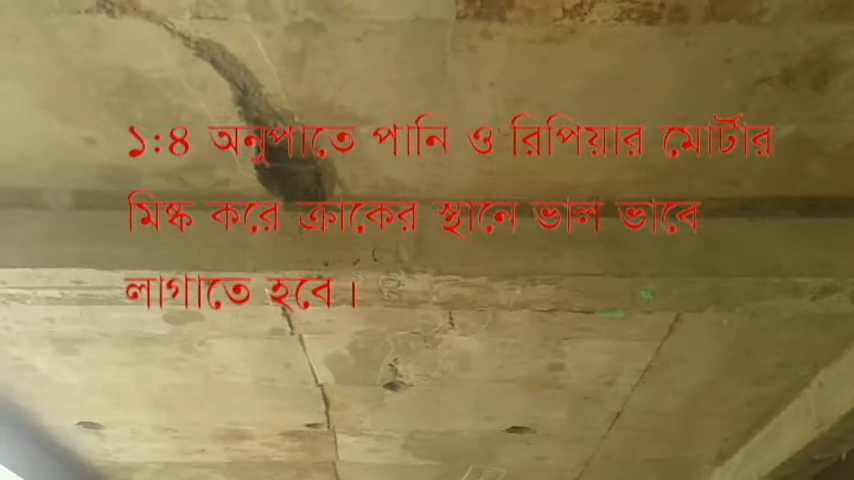 ১:৪ অনুপাতে পানি ও রিপিয়ার মোর্টার
মিস্ক করে ক্রাকের স্থানে ভাল ভাবে
লাগাতে হবে।